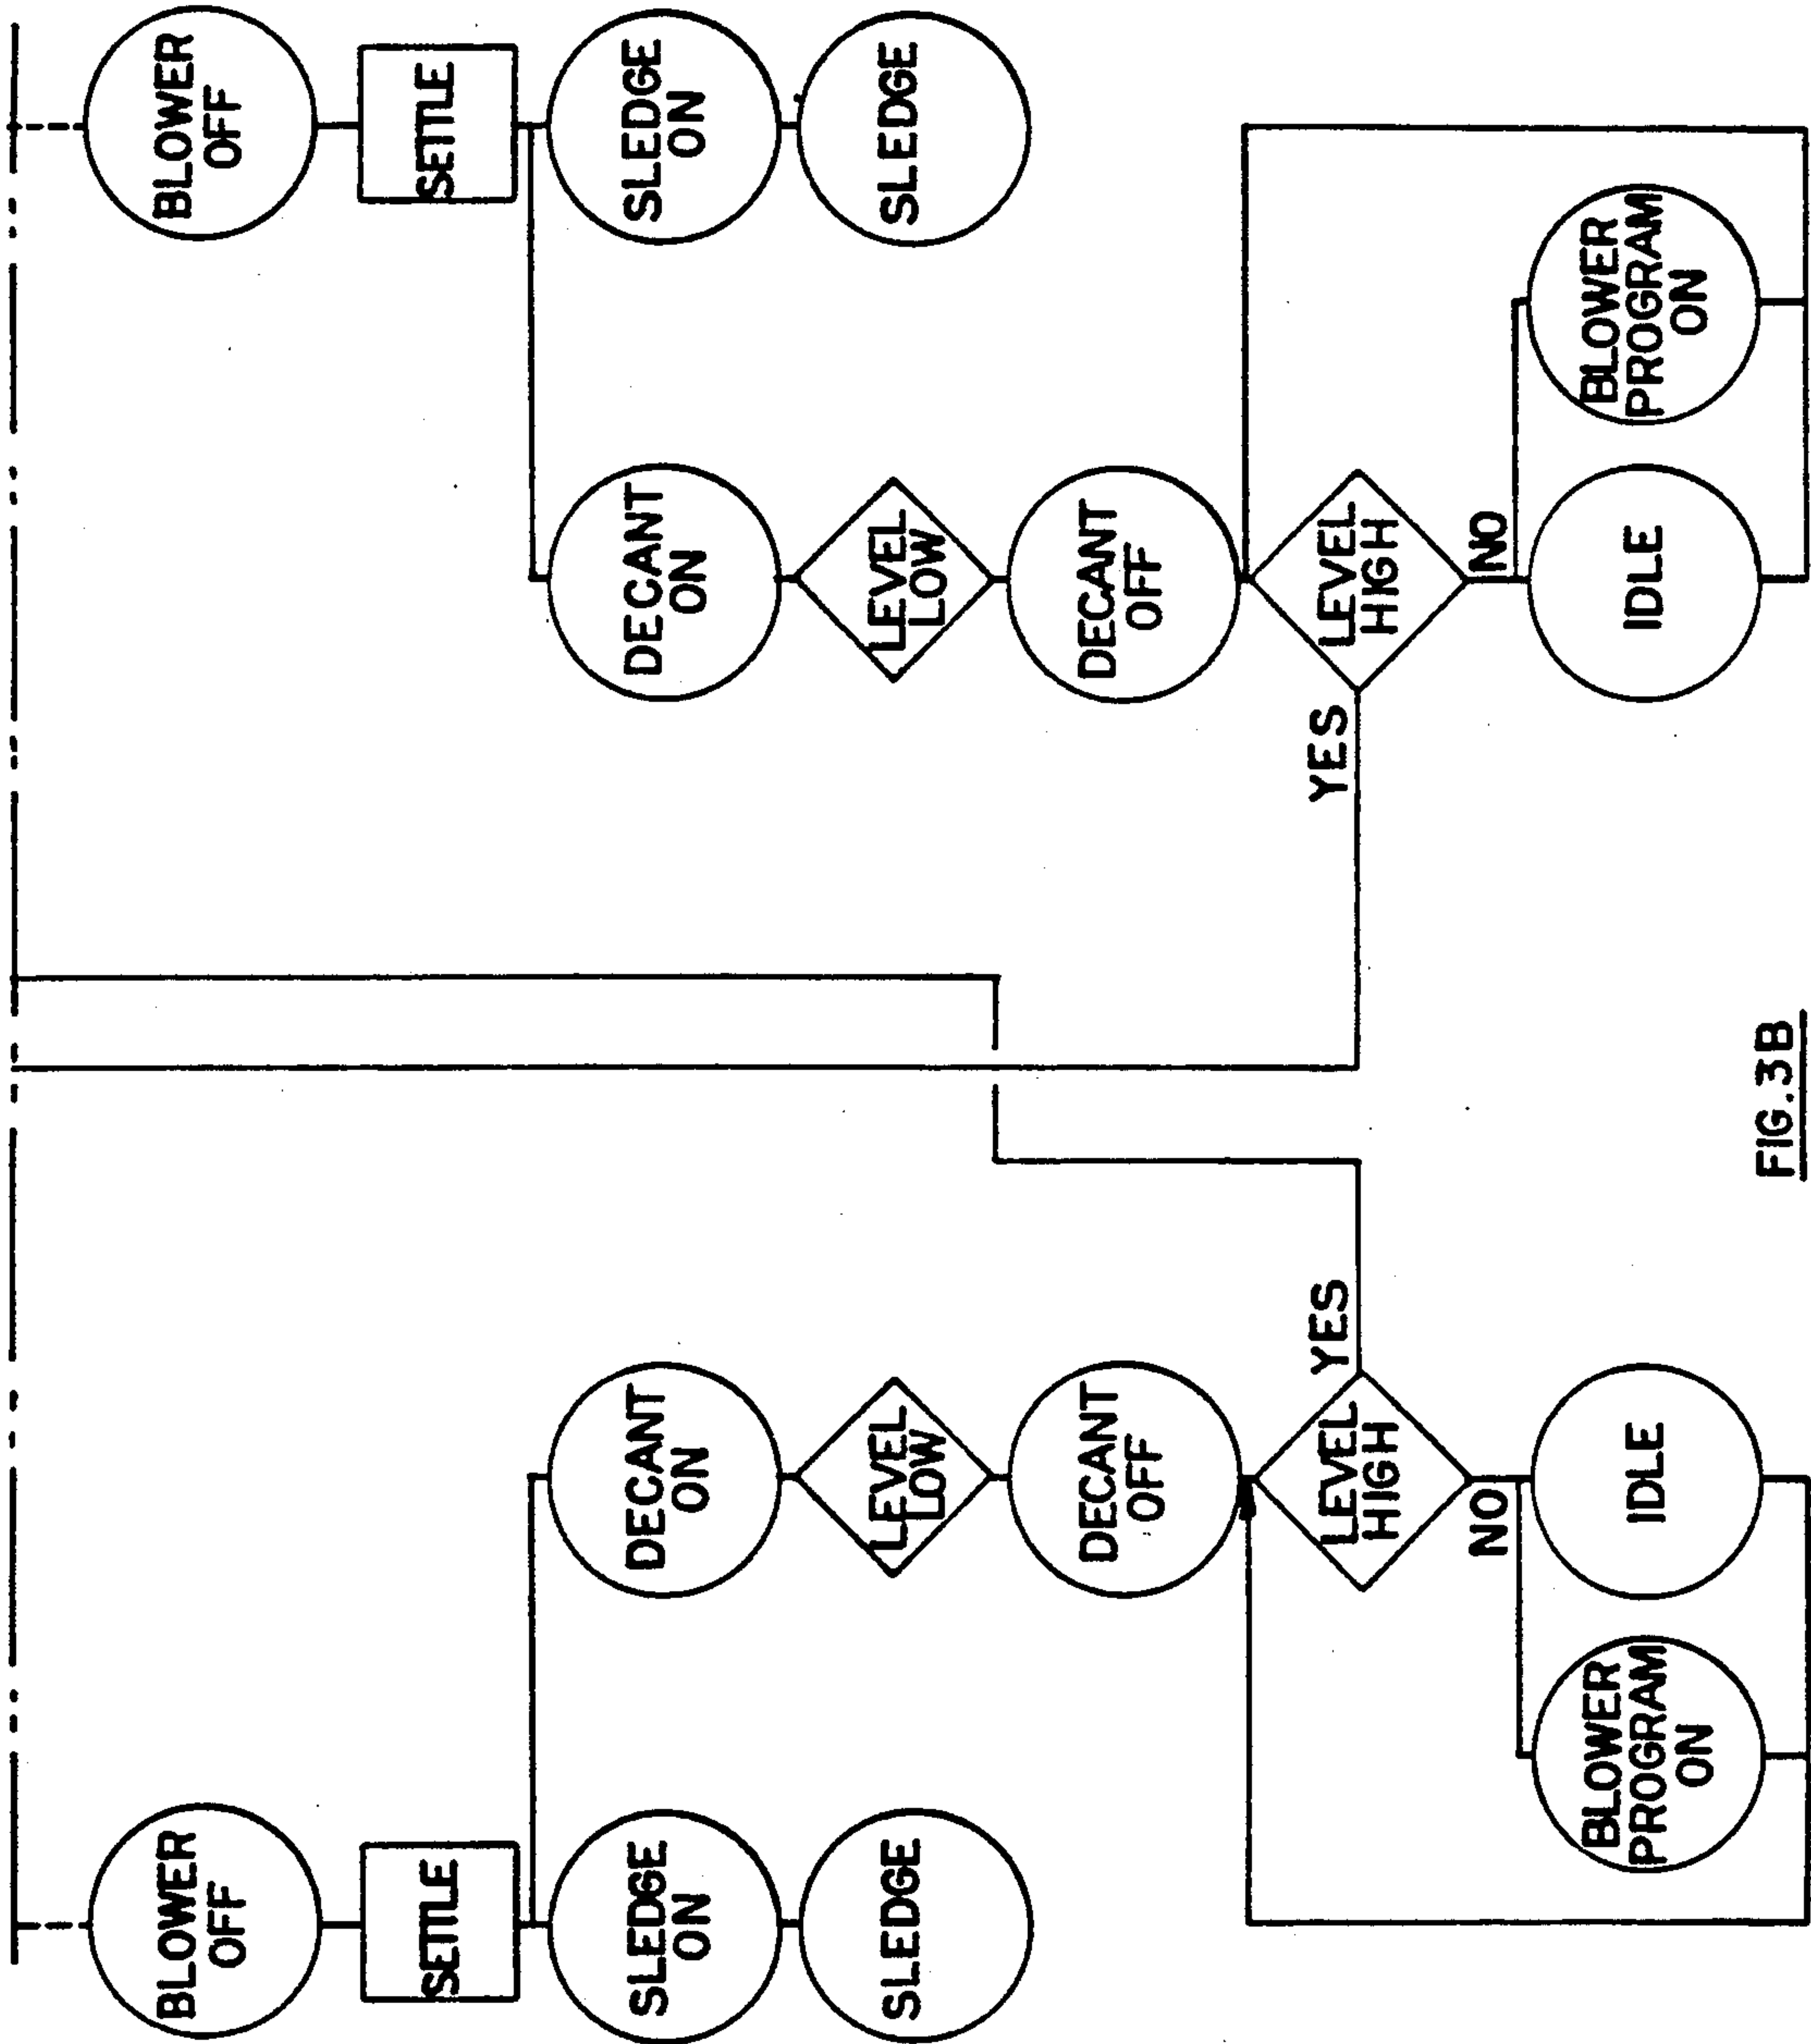 BLOWER
OFF
BLOWER
OFF
SETTLE
SETTLE
SLEDGE
ON
DECANT
ON
DECANT
ON
SLEDGE
ON
SLEDGE
LEVEL
LOW
LEVEL
LOW
SLEDGE
DECANT
OFF
DECANT
OFF
LEVEL
HIGH
YES
YES
LEVEL
HIGH
NO
NO
BLOWER
PROGRAM
ON
IDLE
IDLE
BLOWER
PROGRAM
ON
FIG.3B